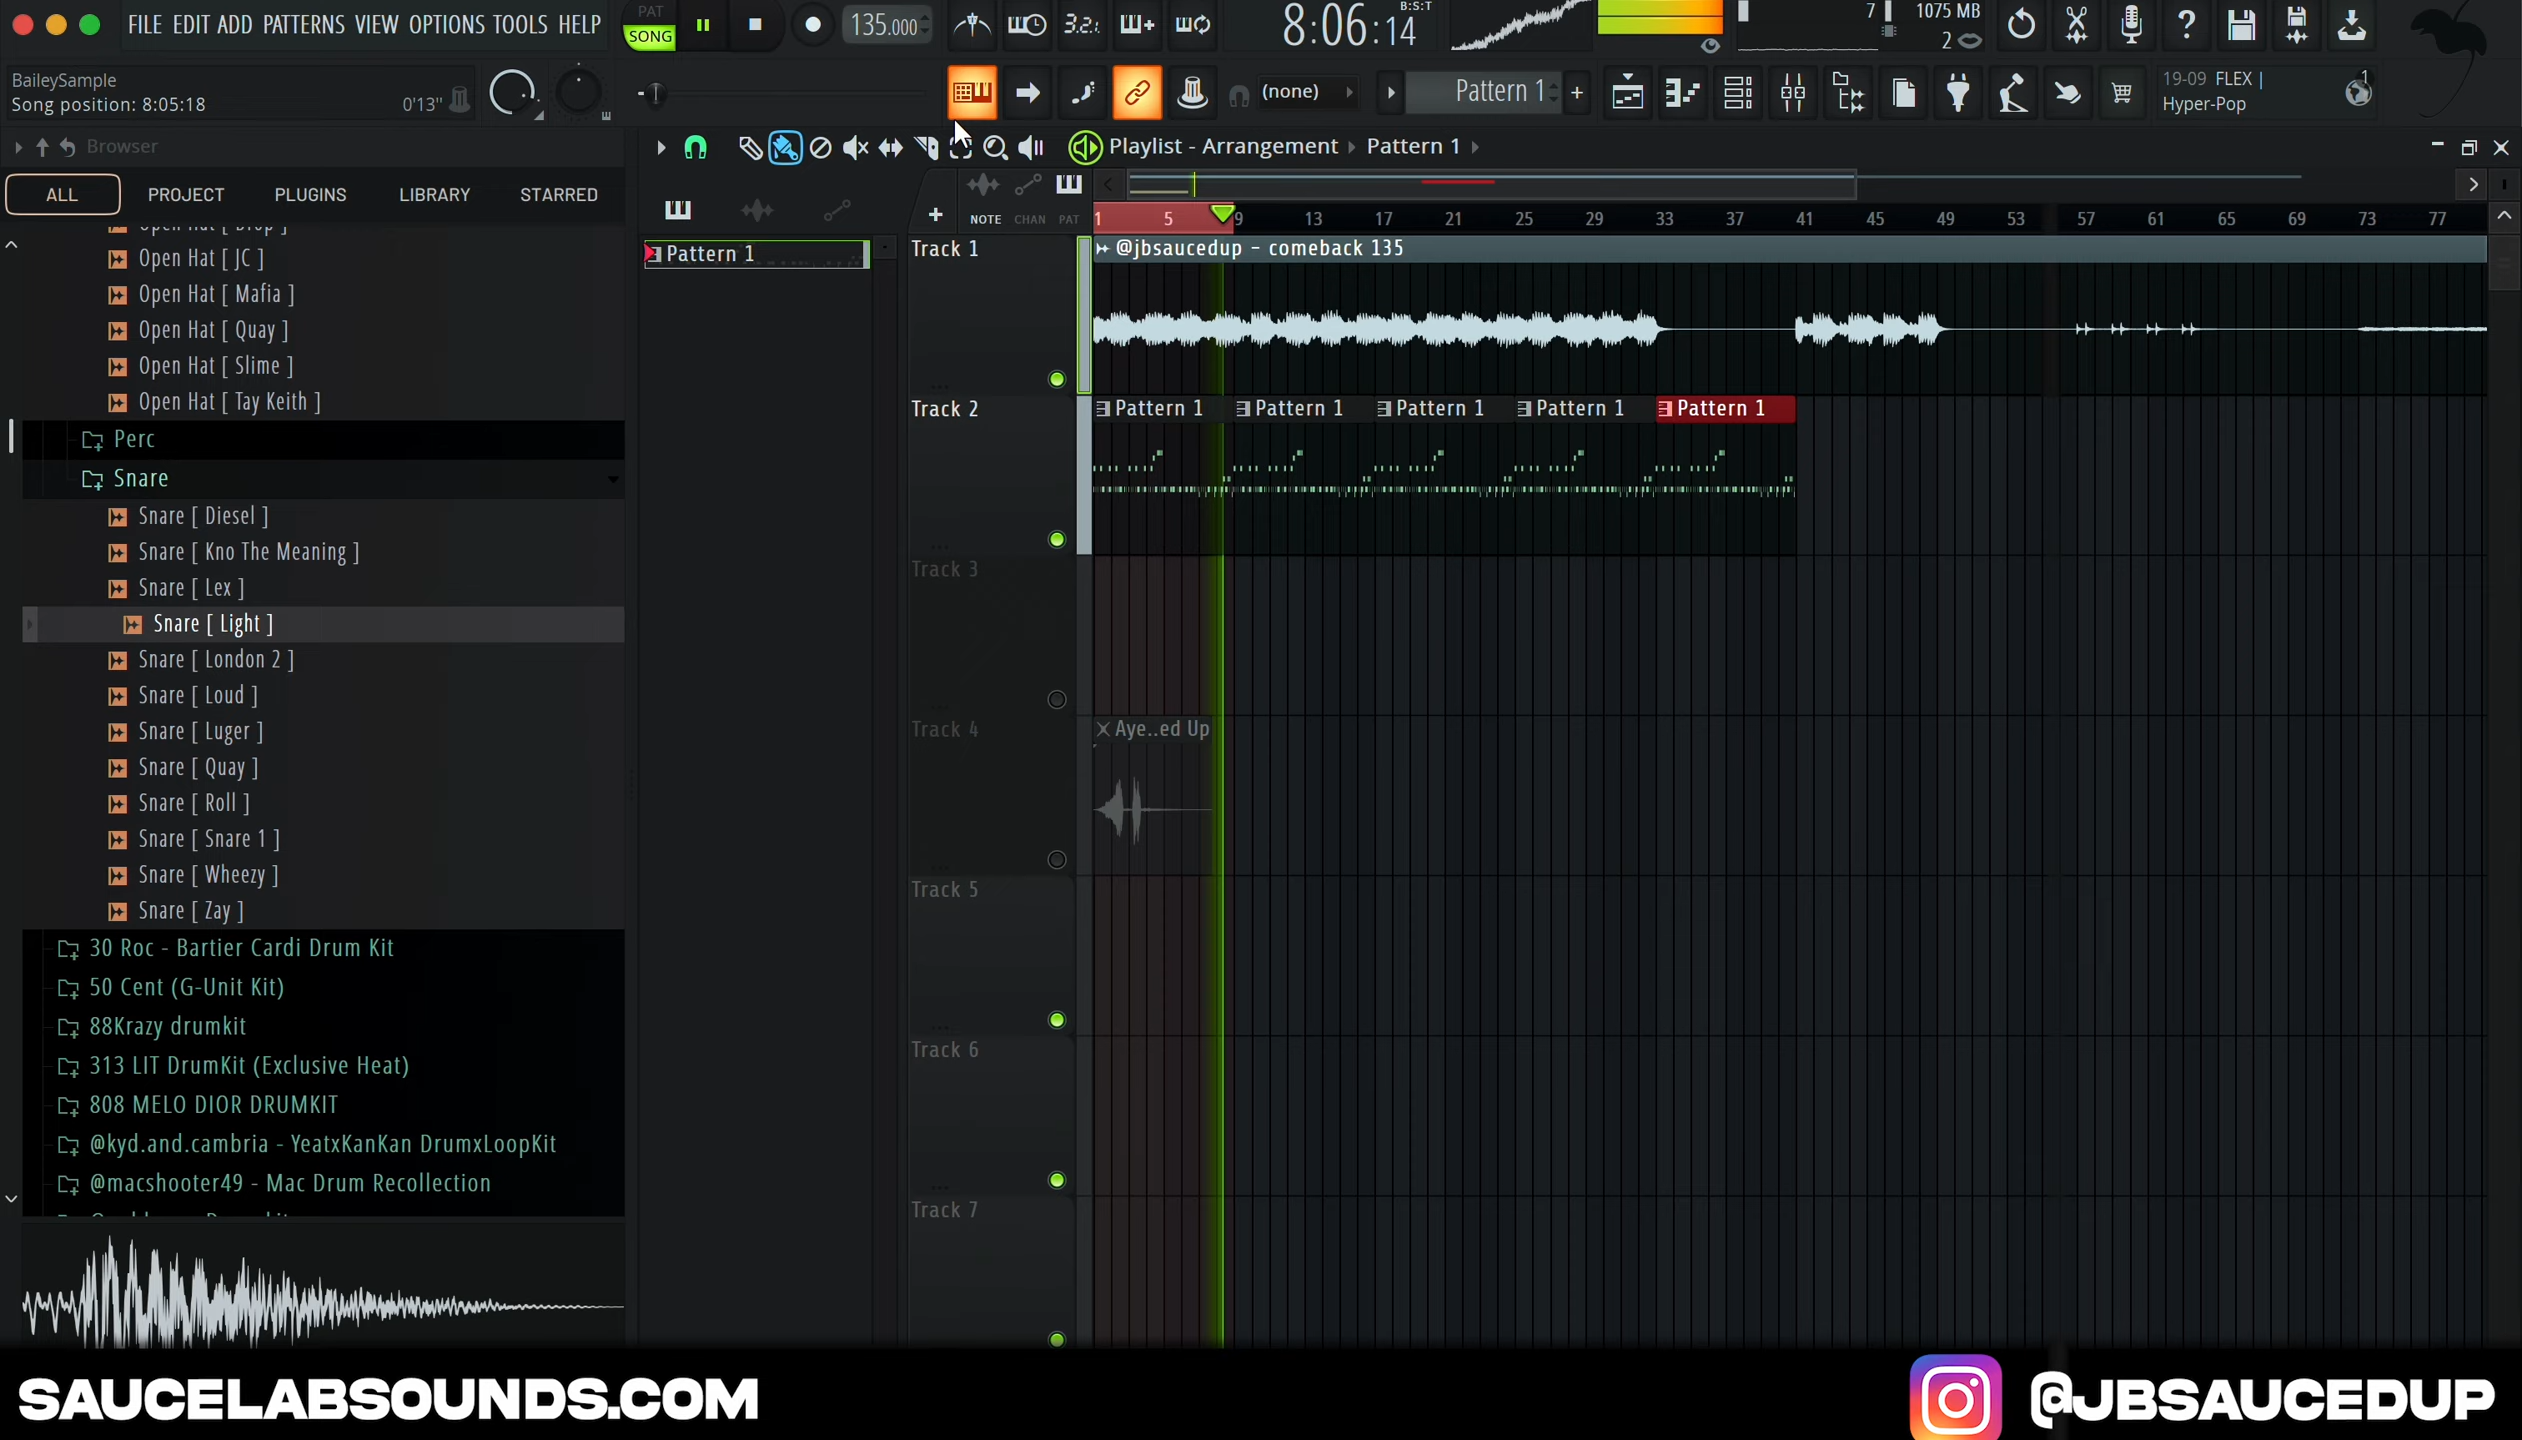 FILE EDIT ADD PATTERNS VIEW OPTIONS TOOLS HELP
PAT
SONG
135.000
3.2.
8:06:14
B:S:T
7
1075 MB
2
BaileySample
Song position: 8:05:18
0'13"
(none)
Pattern 1
+
19-09 FLEX |
Hyper-Pop
1
Browser
Playlist - Arrangement
Pattern 1
ALL
PROJECT
PLUGINS
LIBRARY
STARRED
NOTE CHAN PAT
1 5 9 13 17 21 25 29 33 37 41 45 49 53 57 61 65 69 73 77
Open Hat [ Drop ]
Open Hat [ JC ]
Open Hat [ Mafia ]
Open Hat [ Quay ]
Open Hat [ Slime ]
Open Hat [ Tay Keith ]
Perc
Snare
Snare [ Diesel ]
Snare [ Kno The Meaning ]
Snare [ Lex ]
Snare [ Light ]
Snare [ London 2 ]
Snare [ Loud ]
Snare [ Luger ]
Snare [ Quay ]
Snare [ Roll ]
Snare [ Snare 1 ]
Snare [ Wheezy ]
Snare [ Zay ]
30 Roc - Bartier Cardi Drum Kit
50 Cent (G-Unit Kit)
88Krazy drumkit
313 LIT DrumKit (Exclusive Heat)
808 MELO DIOR DRUMKIT
@kyd.and.cambria - YeatxKanKan DrumxLoopKit
@macshooter49 - Mac Drum Recollection
Pattern 1
Track 1
@jbsaucedup - comeback 135
Track 2
Pattern 1 Pattern 1 Pattern 1 Pattern 1 Pattern 1
Track 3
Track 4
Aye..ed Up
Track 5
Track 6
Track 7
SAUCELABSOUNDS.COM
@JBSAUCEDUP